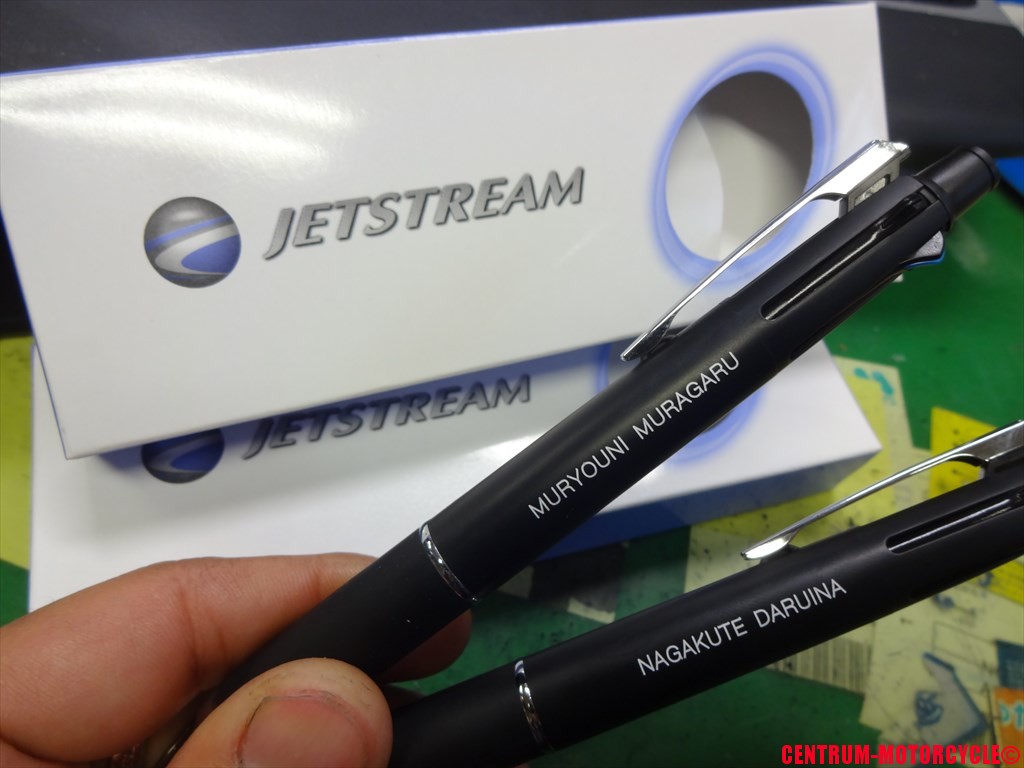 JETSTREAM
JETSTREAM
MURYOUNI MURAGARU
NAGAKUTE DARUINA
CENTRUM-MOTORCYCLE©